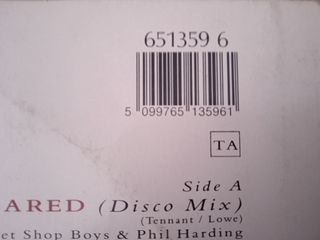 651359 6
5 099765 135961
TA
Side A
ARED (Disco Mix)
(Tennant / Lowe)
et Shop Boys & Phil Harding